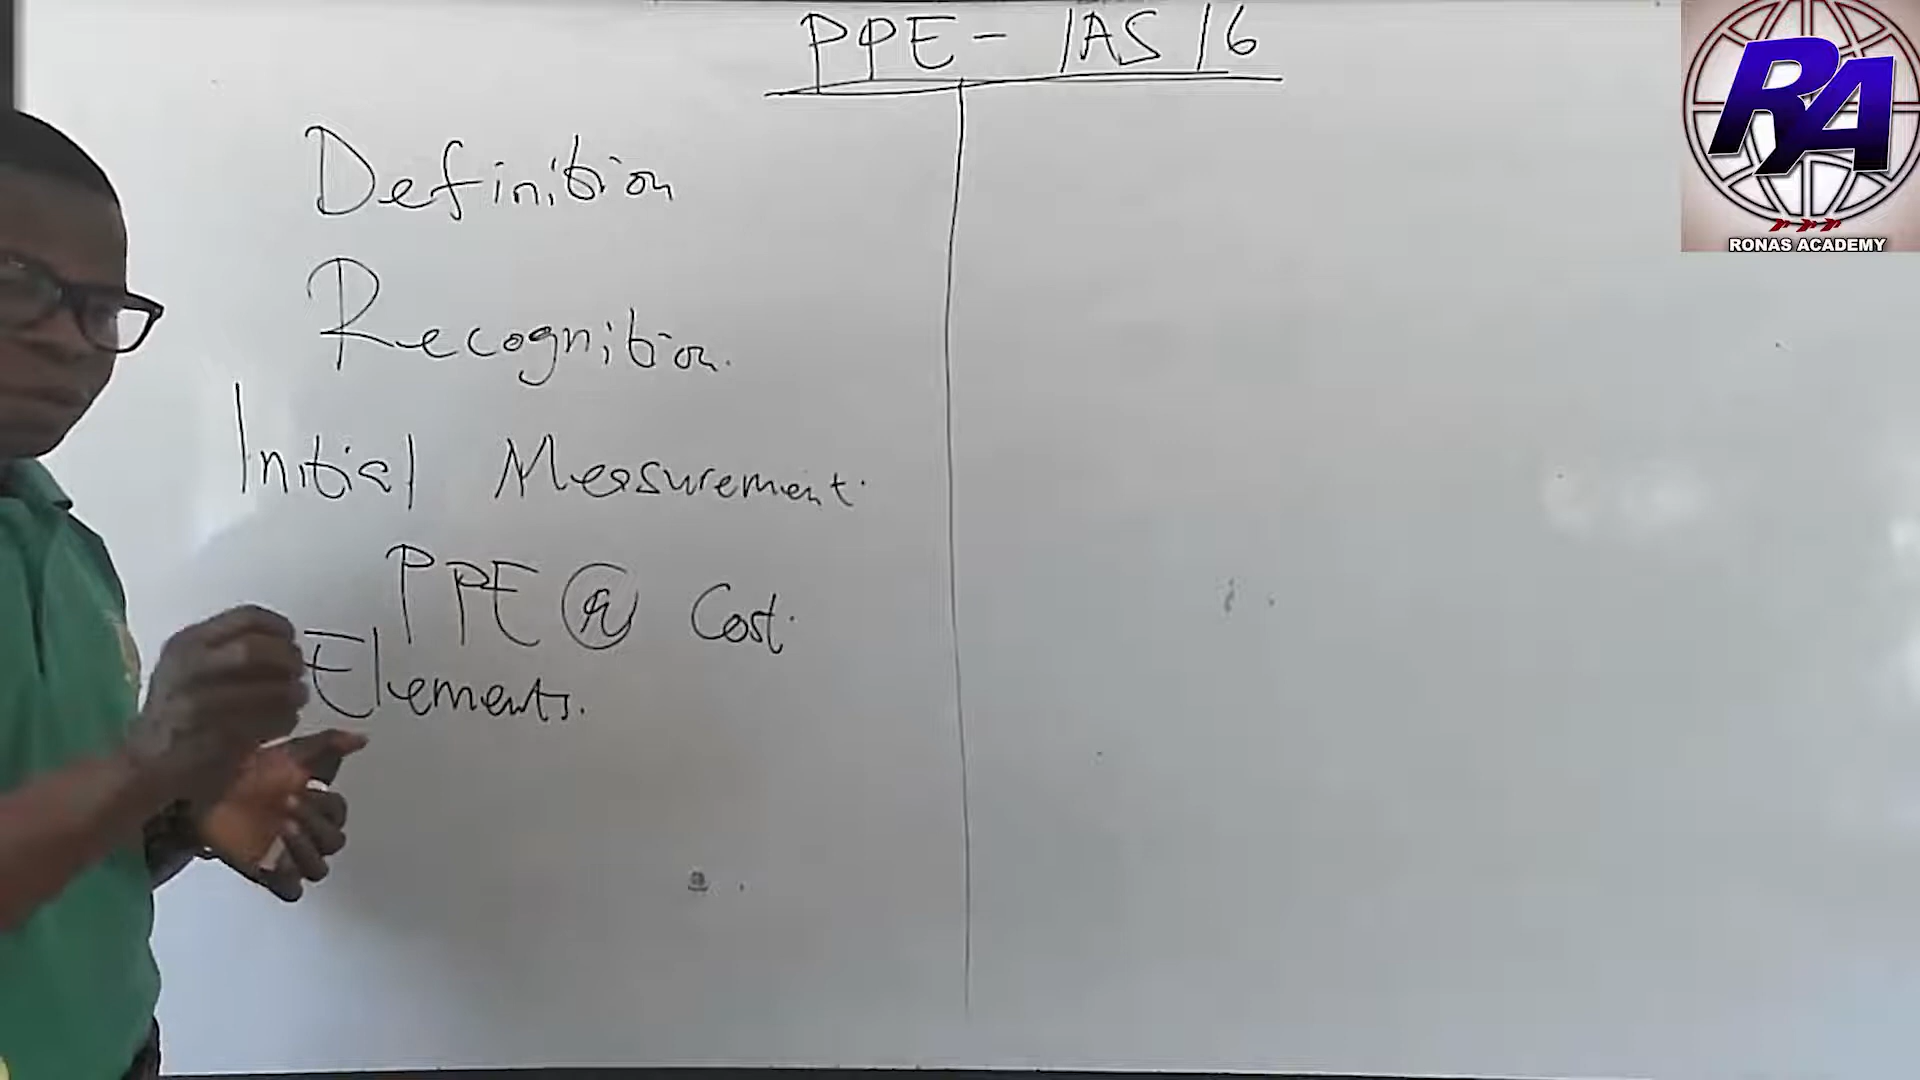 PPE - IAS 16
Definition
Recognition.
Initial Measurement.
PPE @ Cost.
Elements.
RA
RONAS ACADEMY